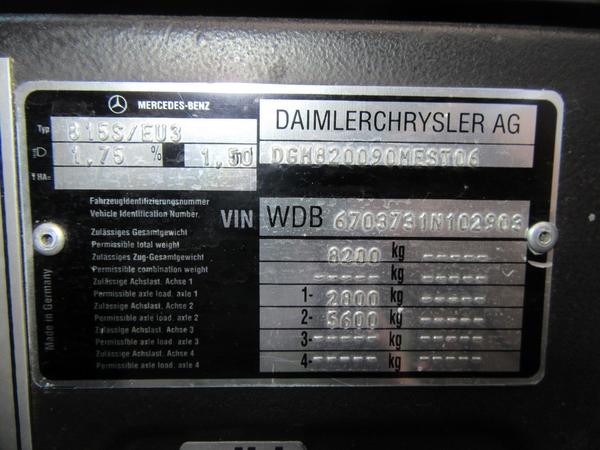 MERCEDES-BENZ
Typ 815S/EU3
1,75 % 1,50
HA=
DAIMLERCHRYSLER AG
DGM820090MEST06
Fahrzeugidentifizierungsnummer
Vehicle Identification Number.
VIN WDB 6703731N102903
Zulässiges Gesamtgewicht
Permissible total weight
8200 kg -----
Zulässiges Zug-Gesamtgewicht
Permissible combination weight
----- kg -----
Zulässige Achslast. Achse 1
Permissible axle load. axle 1
1- 2800 kg -----
Zulässige Achslast. Achse 2
Permissible axle load. axle 2
2- 5600 kg -----
Zulässige Achslast. Achse 3
Permissible axle load. axle 3
3- ----- kg -----
Zulässige Achslast. Achse 4
Permissible axle load. axle 4
4- ----- kg -----
Made in Germany